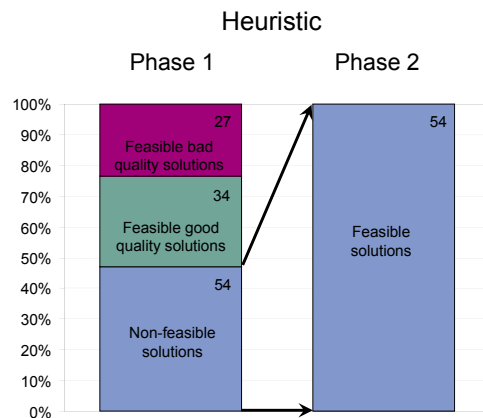 Heuristic
Phase 1
Phase 2
100%
90%
80%
70%
60%
50%
40%
30%
20%
10%
0%
27
Feasible bad
quality solutions
34
Feasible good
quality solutions
54
Non-feasible
solutions
54
Feasible
solutions